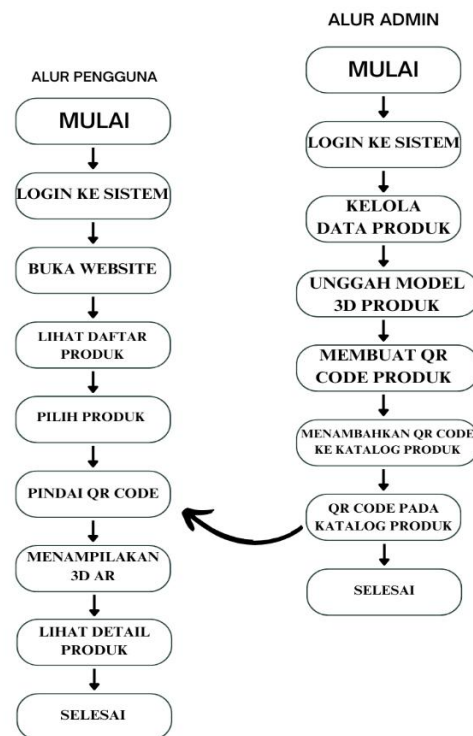 ALUR PENGGUNA
MULAI
LOGIN KE SISTEM
BUKA WEBSITE
LIHAT DAFTAR
PRODUK
PILIH PRODUK
PINDAI QR CODE
MENAMPILAKAN
3D AR
LIHAT DETAIL
PRODUK
SELESAI
ALUR ADMIN
MULAI
LOGIN KE SISTEM
KELOLA
DATA PRODUK
UNGGAH MODEL
3D PRODUK
MEMBUAT QR
CODE PRODUK
MENAMBAHKAN QR CODE
KE KATALOG PRODUK
QR CODE PADA
KATALOG PRODUK
SELESAI